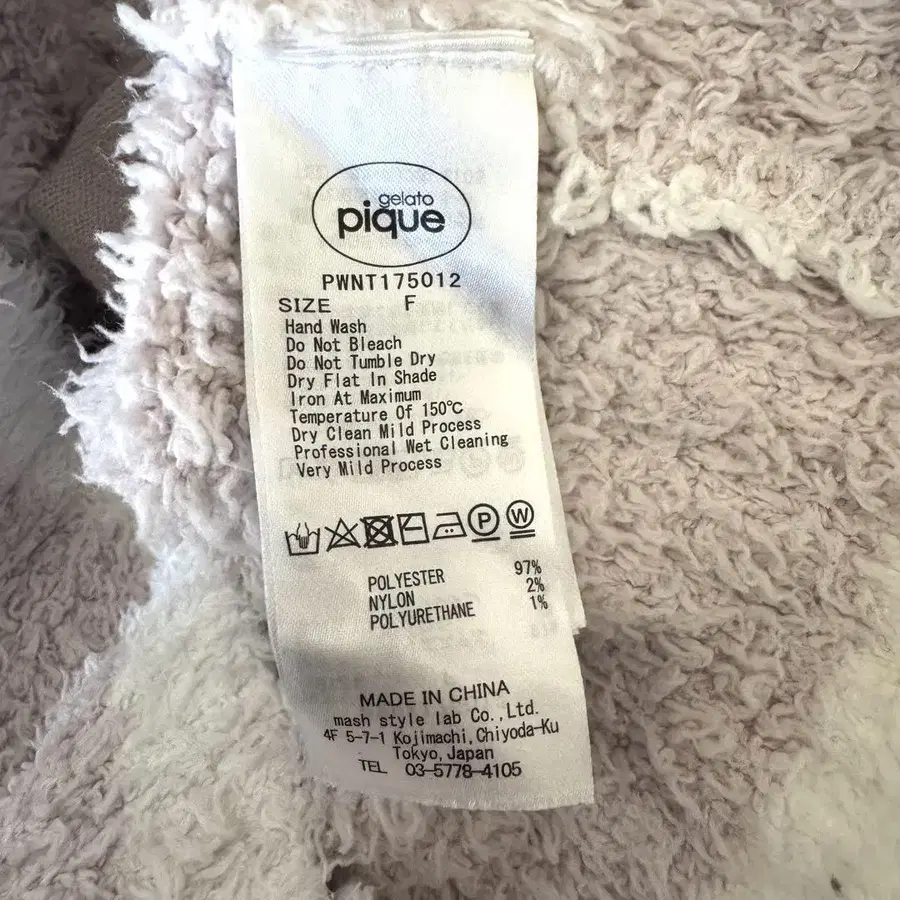 gelato
pique
PWNT175012
SIZE F
Hand Wash
Do Not Bleach
Do Not Tumble Dry
Dry Flat In Shade
Iron At Maximum
Temperature Of 150℃
Dry Clean Mild Process
Professional Wet Cleaning
Very Mild Process
P W
POLYESTER 97%
NYLON 2%
POLYURETHANE 1%
MADE IN CHINA
mash style lab Co.,Ltd.
4F 5-7-1 Kojimachi,Chiyoda-Ku
Tokyo,Japan
TEL 03-5778-4105